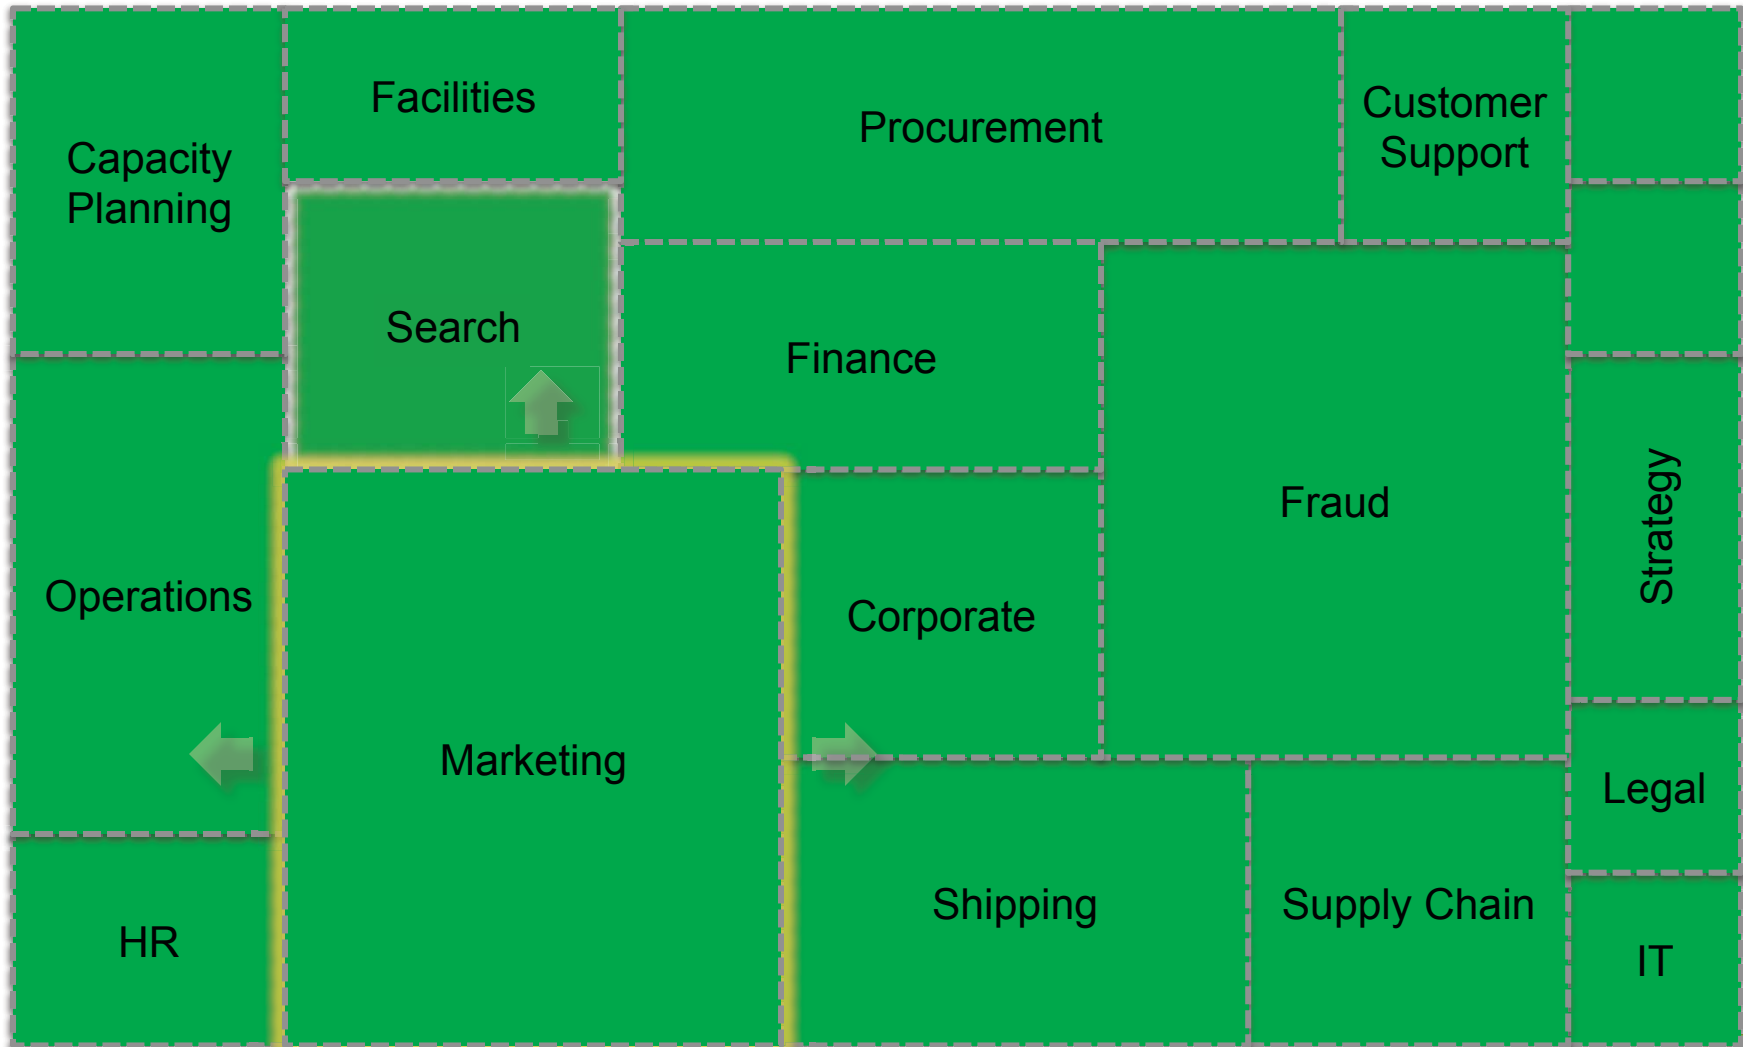 Facilities
Procurement
Customer
Support
Capacity
Planning
Search
Finance
Fraud
Strategy
Operations
Corporate
Marketing
Legal
HR
Shipping
Supply Chain
IT